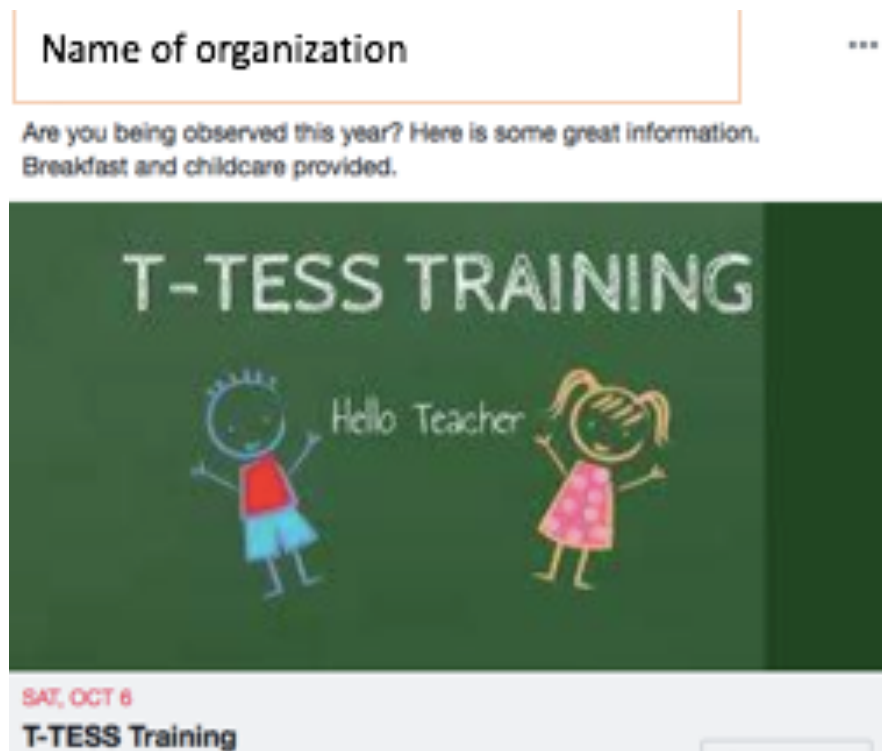 Name of organization
Are you being observed this year? Here is some great information.
Breakfast and childcare provided.
T-TESS TRAINING
Hello Teacher
SAT, OCT 6
T-TESS Training